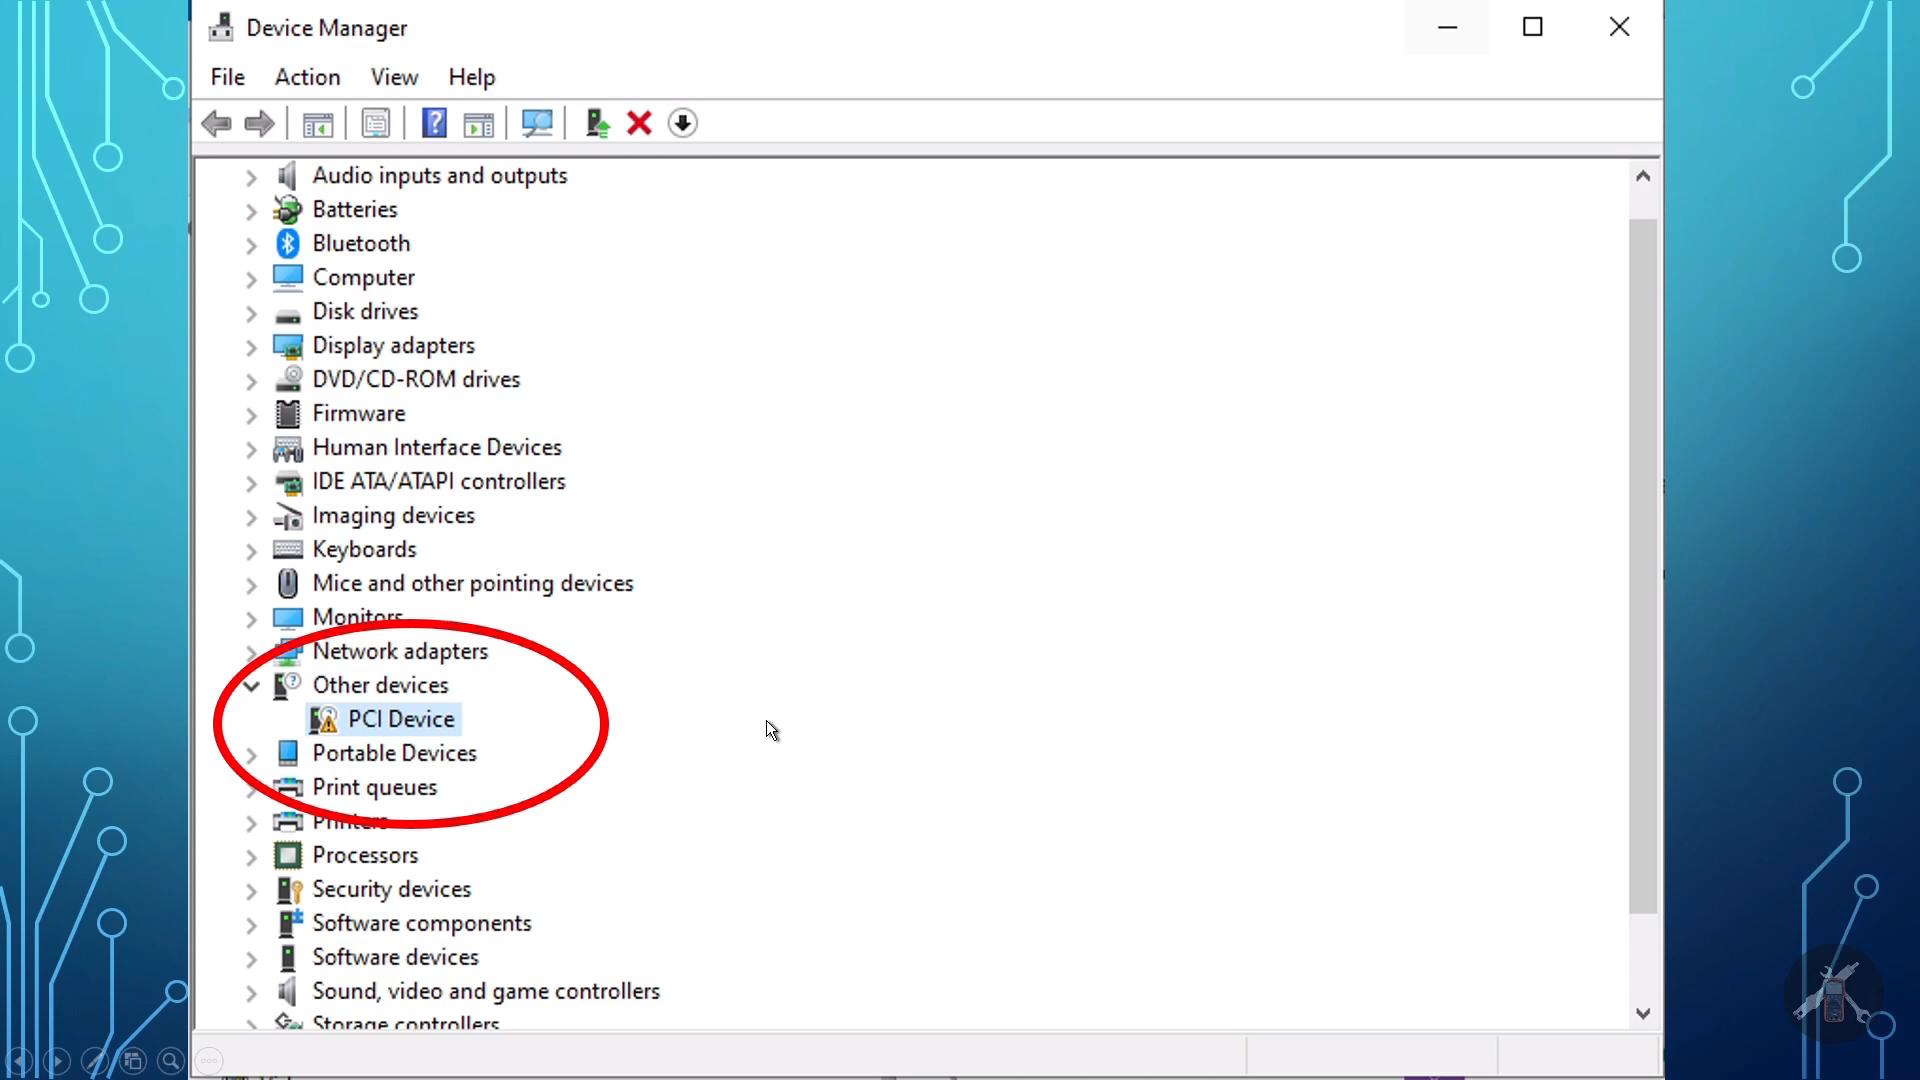 Device Manager
File Action View Help
Audio inputs and outputs
Batteries
Bluetooth
Computer
Disk drives
Display adapters
DVD/CD-ROM drives
Firmware
Human Interface Devices
IDE ATA/ATAPI controllers
Imaging devices
Keyboards
Mice and other pointing devices
Monitors
Network adapters
Other devices
PCI Device
Portable Devices
Print queues
Printers
Processors
Security devices
Software components
Software devices
Sound, video and game controllers
Storage controllers